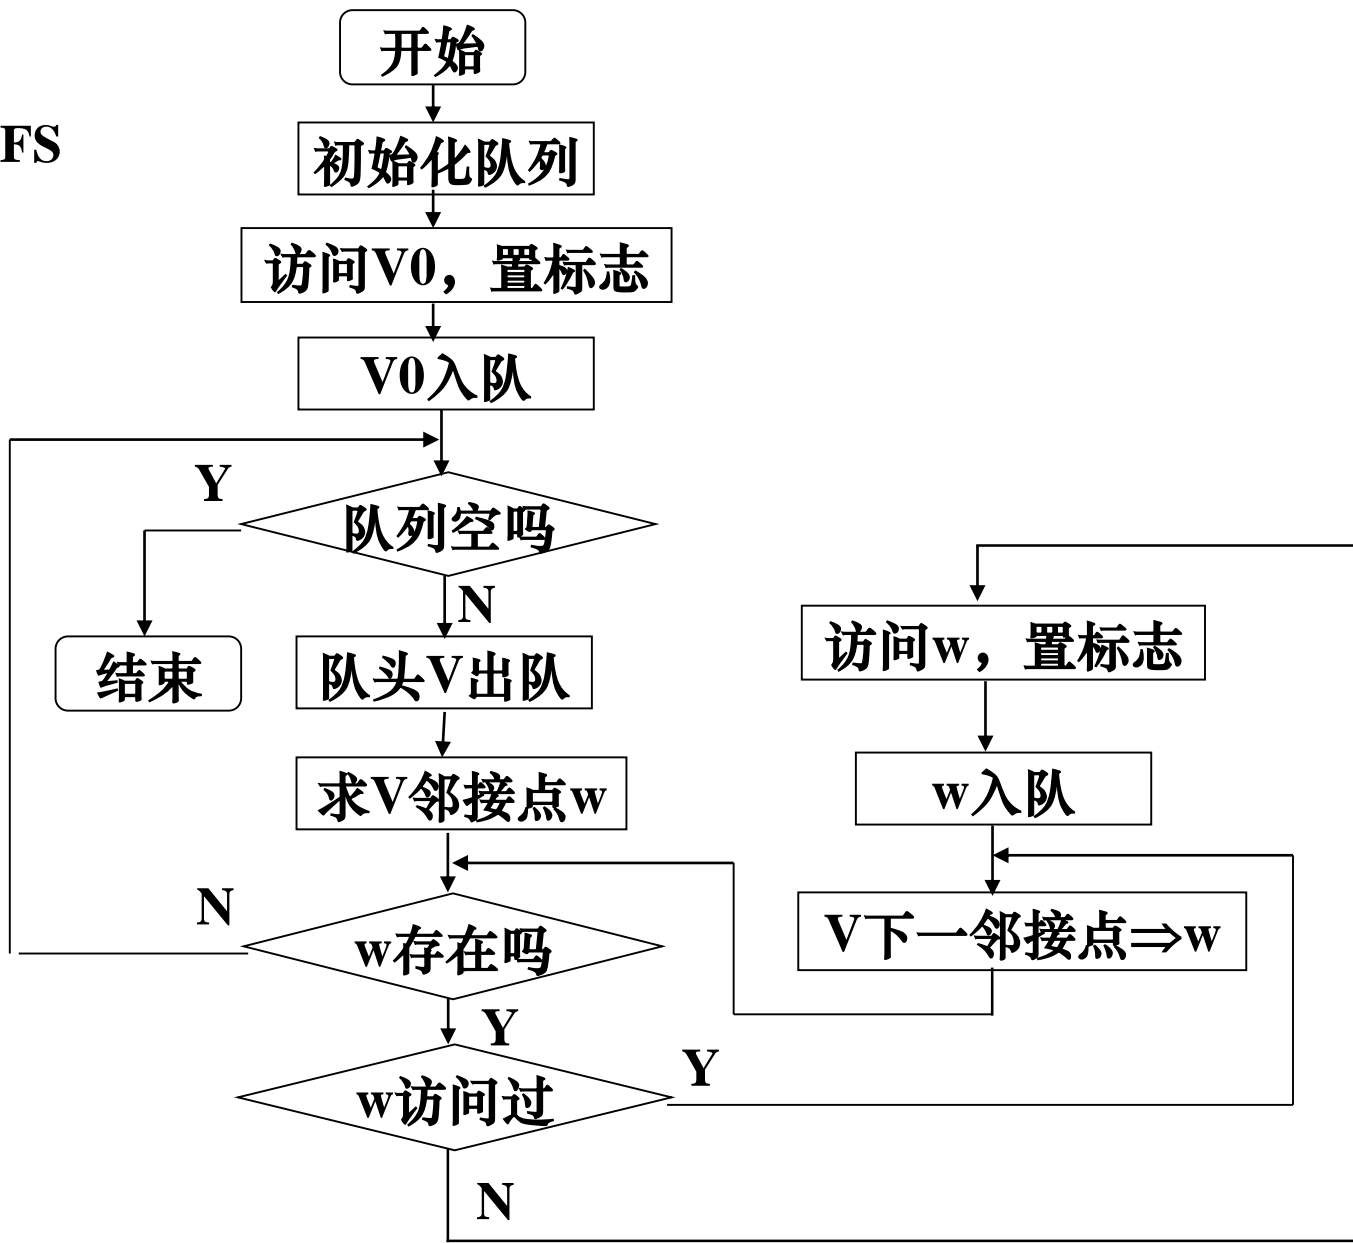 开始
FS
初始化队列
访问V0，置标志
V0入队
Y
队列空吗
N
结束
队头V出队
求V邻接点w
N
w存在吗
Y
w访问过
Y
N
访问w，置标志
w入队
V下一邻接点⇒w